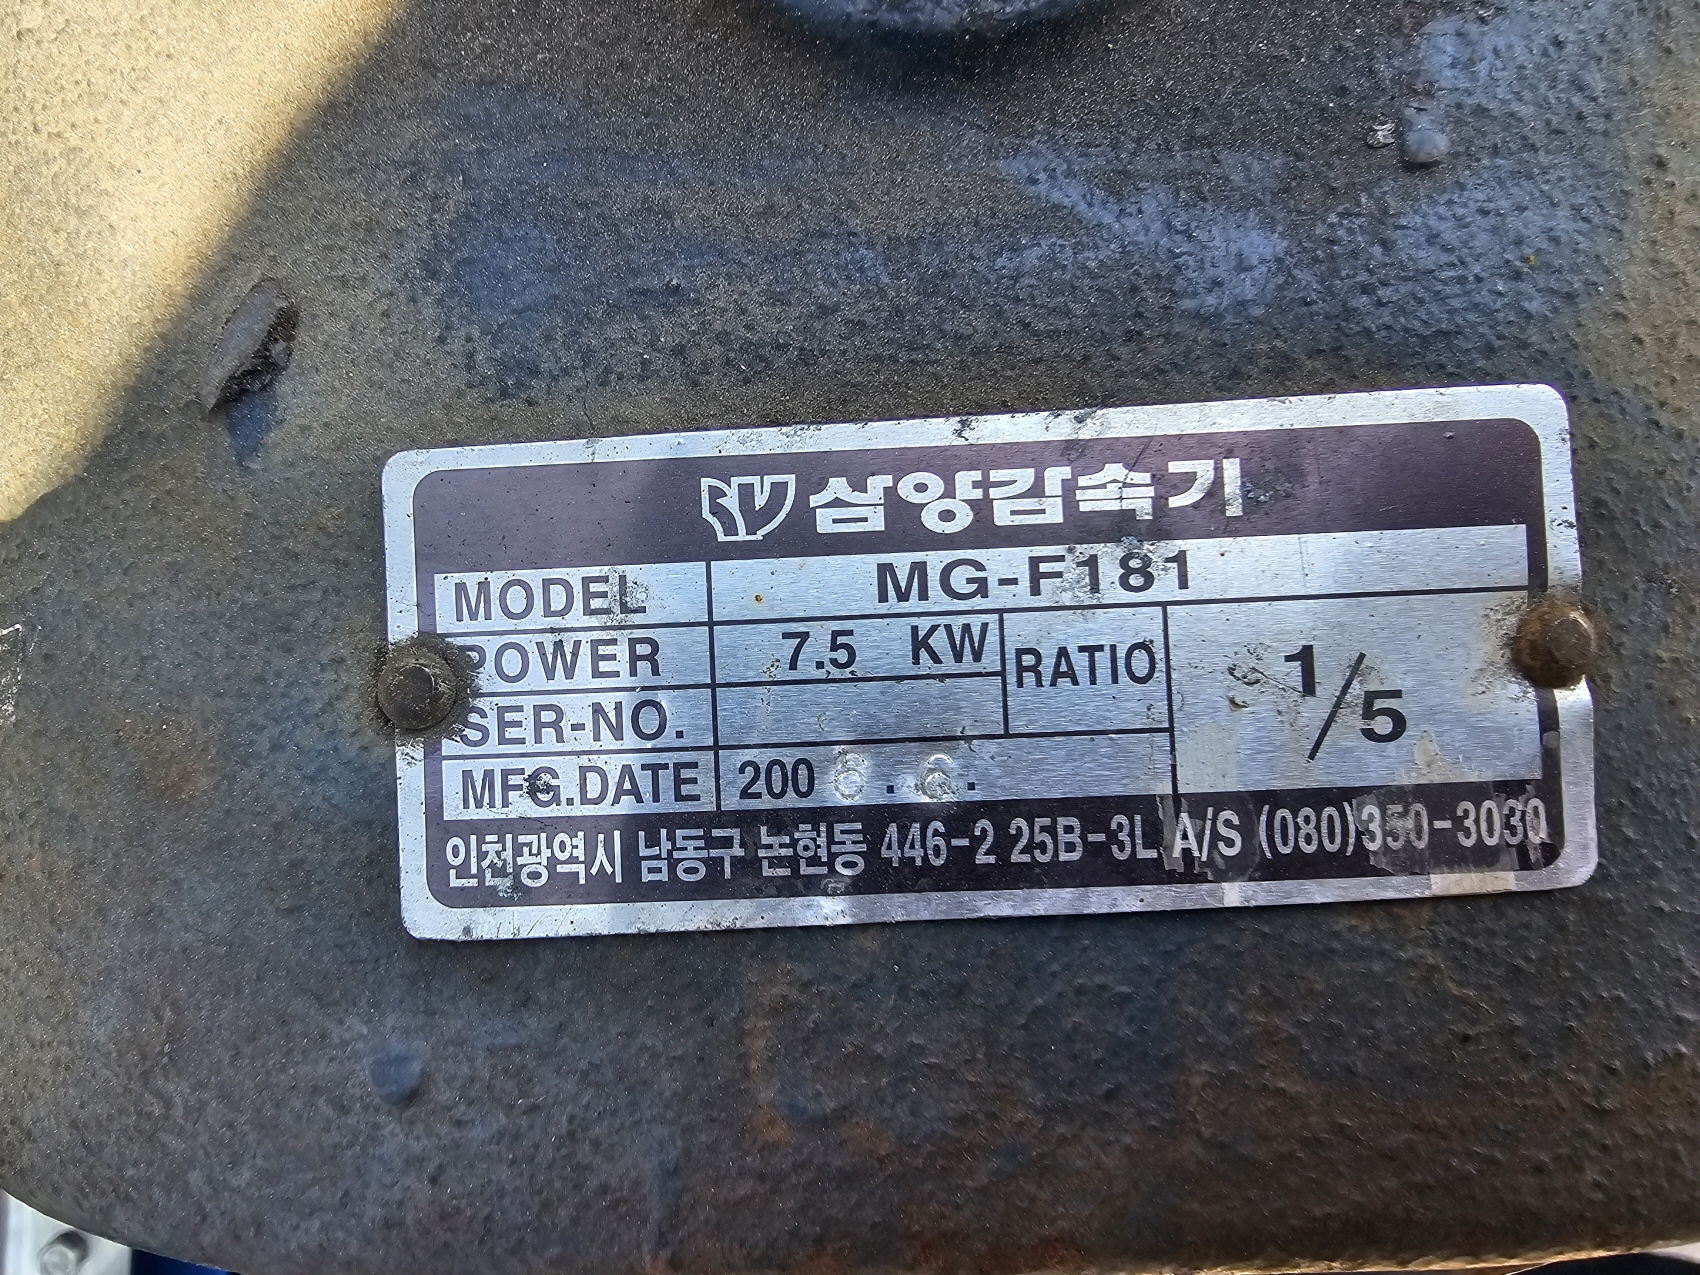 삼양감속기
MODEL MG-F181
POWER 7.5 KW RATIO 1/5
SER-NO.
MFG.DATE 2006.6.
인천광역시 남동구 논현동 446-2 25B-3L A/S (080)350-3030